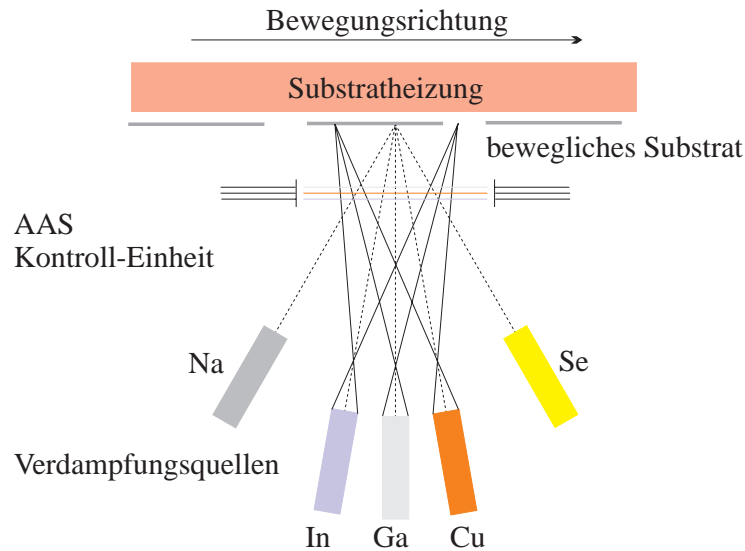 Bewegungsrichtung
Substratheizung
bewegliches Substrat
AAS
Kontroll-Einheit
Na
Se
Verdampfungsquellen
In
Ga
Cu